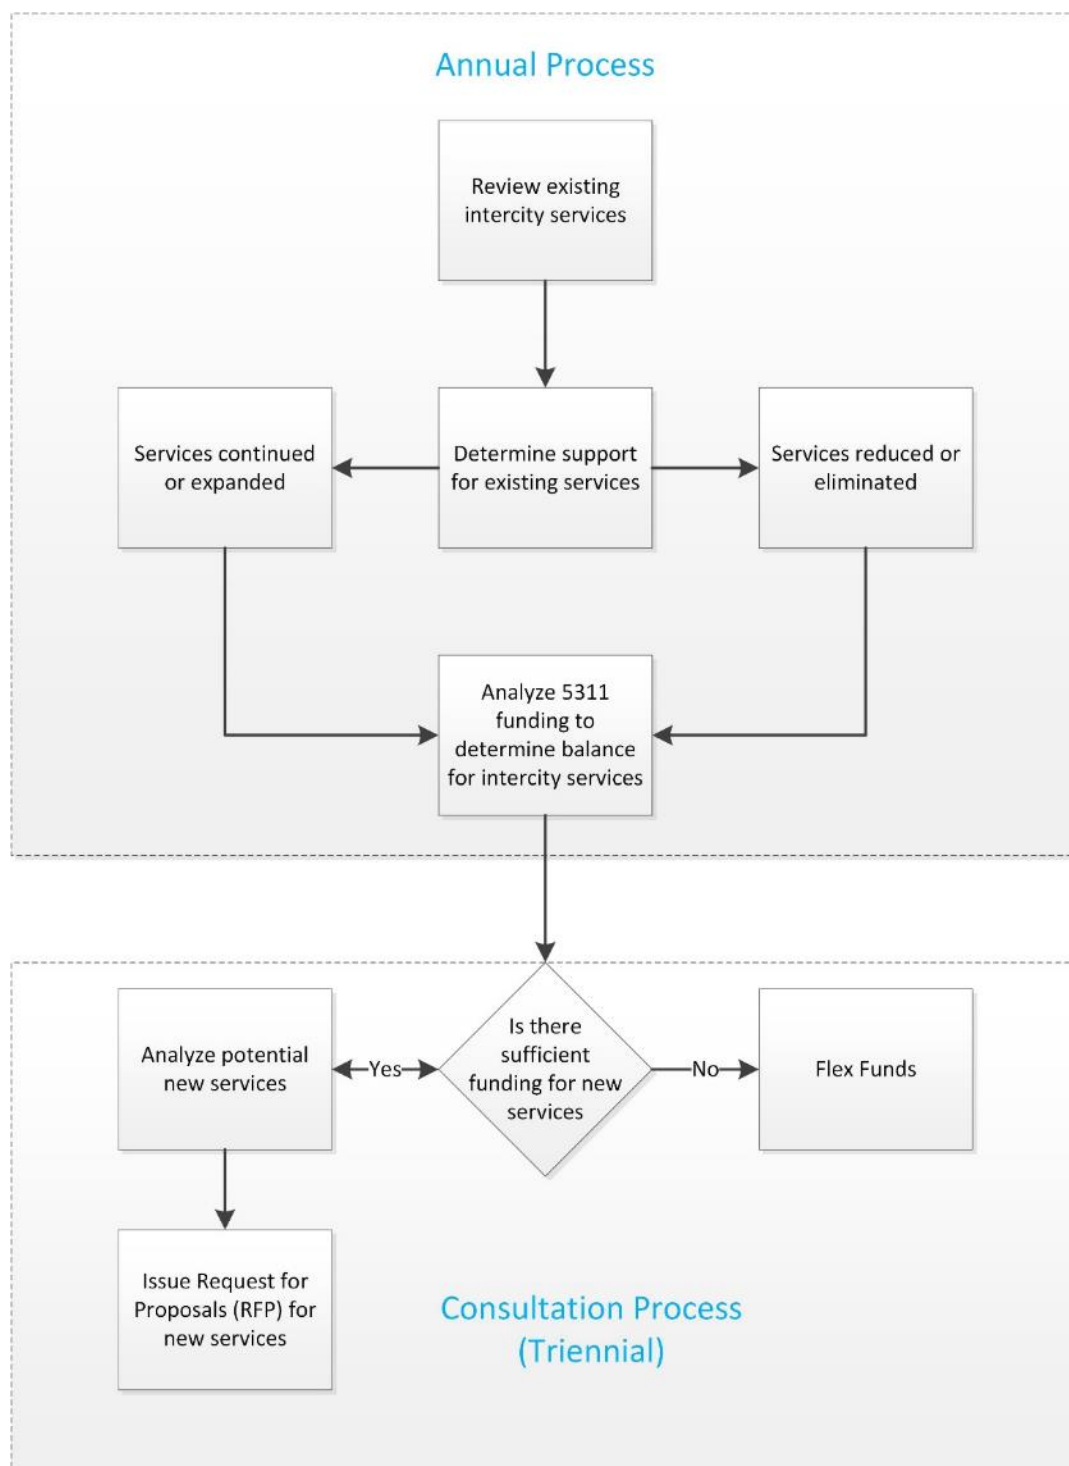 Annual Process
Review existing
intercity services
Services continued
or expanded
Determine support
for existing services
Services reduced or
eliminated
Analyze 5311
funding to
determine balance
for intercity services
Analyze potential
new services
Yes
Is there
sufficient
funding for new
services
No
Flex Funds
Issue Request for
Proposals (RFP) for
new services
Consultation Process
(Triennial)